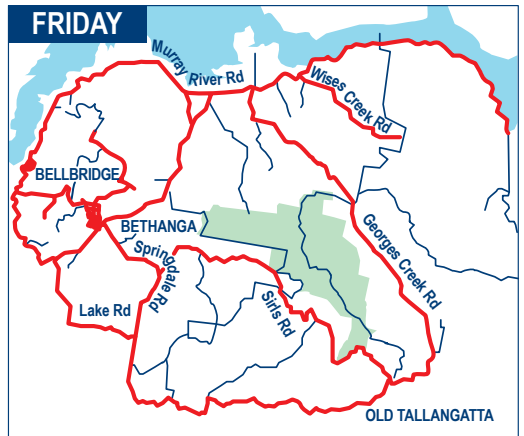 FRIDAY
Murray
River Rd
Wises Creek Rd
BELLBRIDGE
BETHANGA
Springdale Rd
Georges Creek Rd
Lake Rd
Sirls Rd
OLD TALLANGATTA